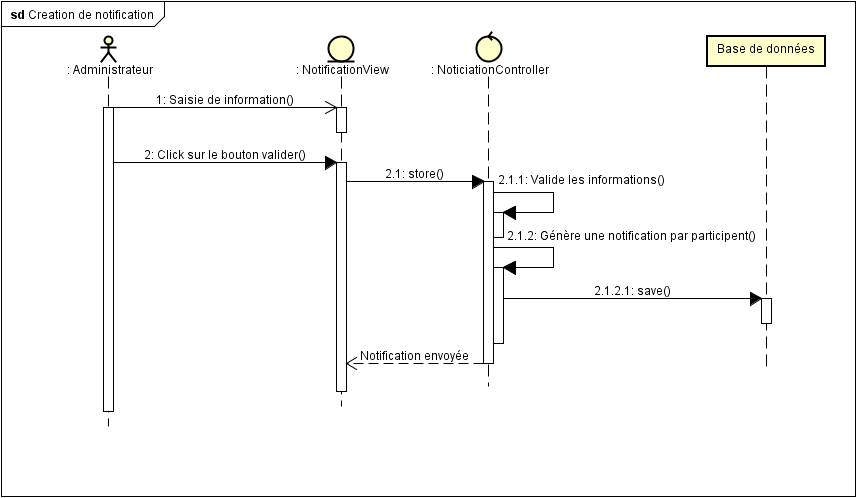 sd Creation de notification
: Administrateur
: NotificationView
: NoticiationController
Base de données
1: Saisie de information()
2: Click sur le bouton valider()
2.1: store()
2.1.1: Valide les informations()
2.1.2: Génère une notification par participent()
2.1.2.1: save()
Notification envoyée